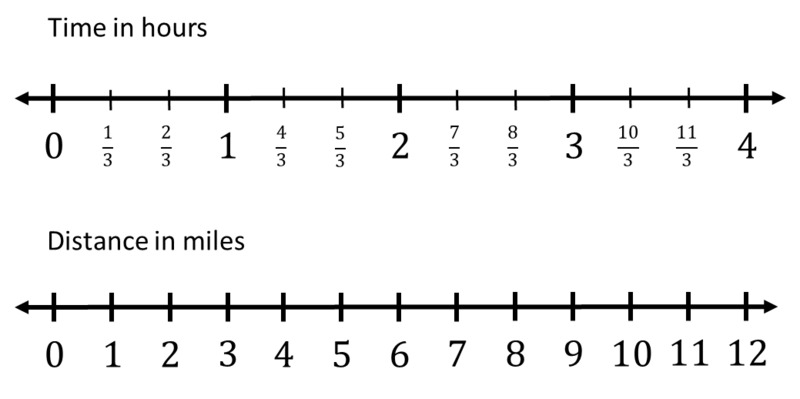 Time in hours
0 1/3 2/3 1 4/3 5/3 2 7/3 8/3 3 10/3 11/3 4
Distance in miles
0 1 2 3 4 5 6 7 8 9 10 11 12